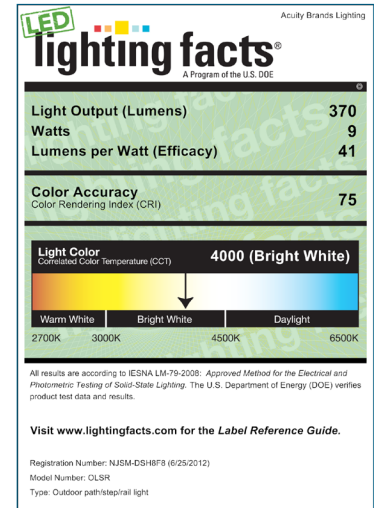 LED
Acuity Brands Lighting
lighting facts®
A Program of the U.S. DOE
Light Output (Lumens) 370
Watts 9
Lumens per Watt (Efficacy) 41
Color Accuracy
Color Rendering Index (CRI) 75
Light Color
Correlated Color Temperature (CCT) 4000 (Bright White)
Warm White Bright White Daylight
2700K 3000K 4500K 6500K
All results are according to IESNA LM-79-2008: Approved Method for the Electrical and
Photometric Testing of Solid-State Lighting. The U.S. Department of Energy (DOE) verifies
product test data and results.
Visit www.lightingfacts.com for the Label Reference Guide.
Registration Number: NJSM-DSH8F8 (6/25/2012)
Model Number: OLSR
Type: Outdoor path/step/rail light